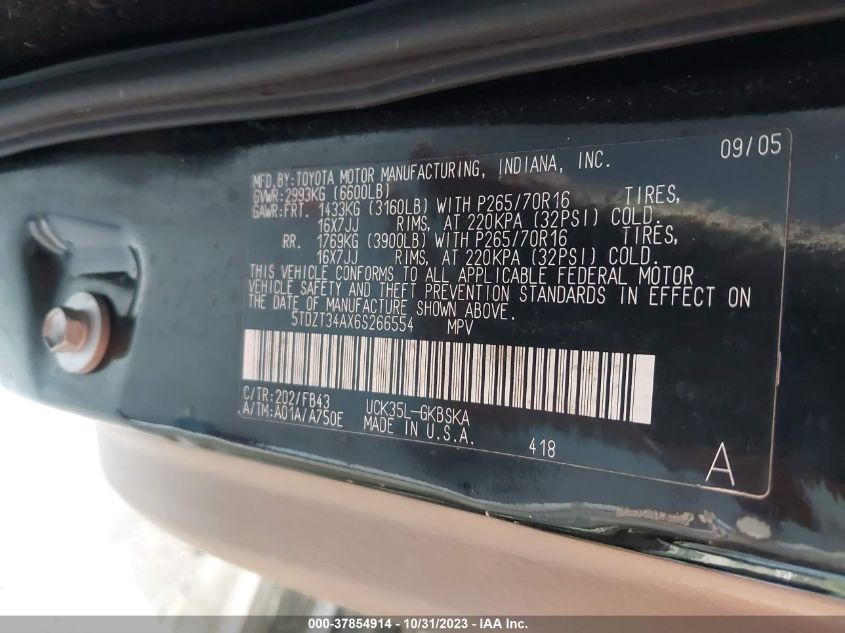 09/05
MFD.BY:TOYOTA MOTOR MANUFACTURING, INDIANA, INC.
GVWR:2993KG (6600LB)
GAWR:FRT. 1433KG (3160LB) WITH P265/70R16 TIRES,
16X7JJ RIMS, AT 220KPA (32PSI) COLD.
RR. 1769KG (3900LB) WITH P265/70R16 TIRES,
16X7JJ RIMS, AT 220KPA (32PSI) COLD.
THIS VEHICLE CONFORMS TO ALL APPLICABLE FEDERAL MOTOR
VEHICLE SAFETY AND THEFT PREVENTION STANDARDS IN EFFECT ON
THE DATE OF MANUFACTURE SHOWN ABOVE.
5TDZT34AX6S266554 MPV
C/TR:202/FB43 UCK35L-GKBSKA
A/TM:A01A/A750E MADE IN U.S.A.
418
A
000-37854914 - 10/31/2023 - IAA Inc.